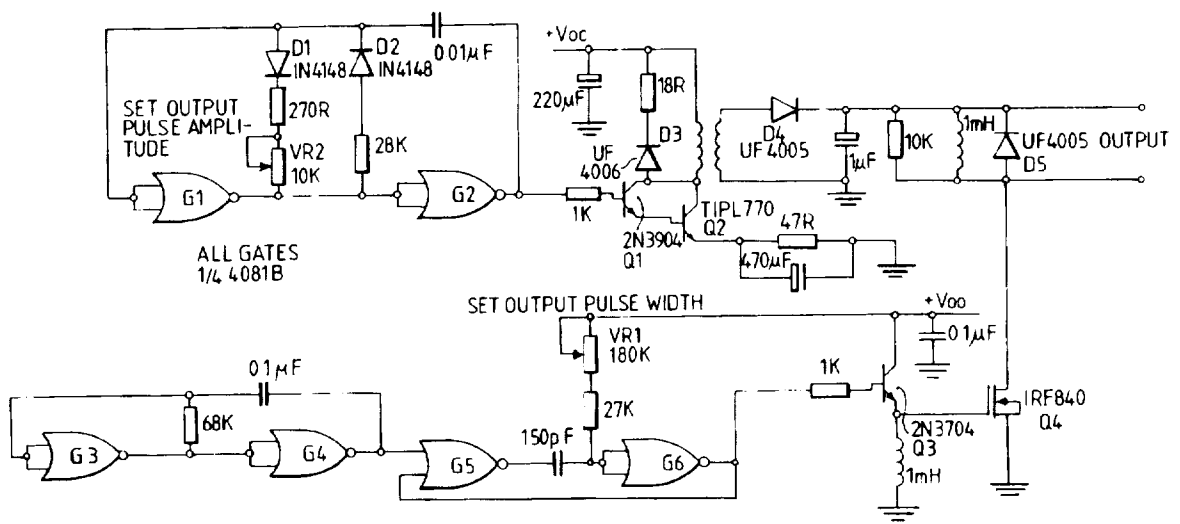 D1
IN4148
D2
IN4148
0.01µF
+Voc
220µF
18R
D3
UF
4006
SET OUTPUT
PULSE AMPLI-
TUDE
270R
VR2
10K
28K
G1
G2
1K
2N3904
Q1
TIPL770
Q2
47R
470µF
D4
UF4005
1µF
10K
1mH
UF4005
D5
OUTPUT
ALL GATES
1/4 4081B
SET OUTPUT PULSE WIDTH
+Voo
0.1µF
VR1
180K
27K
1K
0.1µF
68K
150pF
G3
G4
G5
G6
2N3704
Q3
1mH
IRF840
Q4